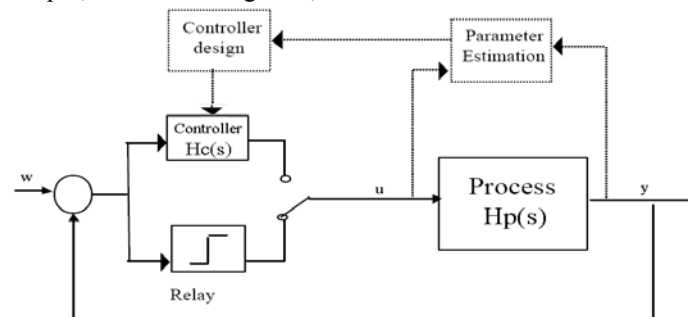 Controller
design
Parameter
Estimation
Controller
Hc(s)
w
u
Process
Hp(s)
y
Relay